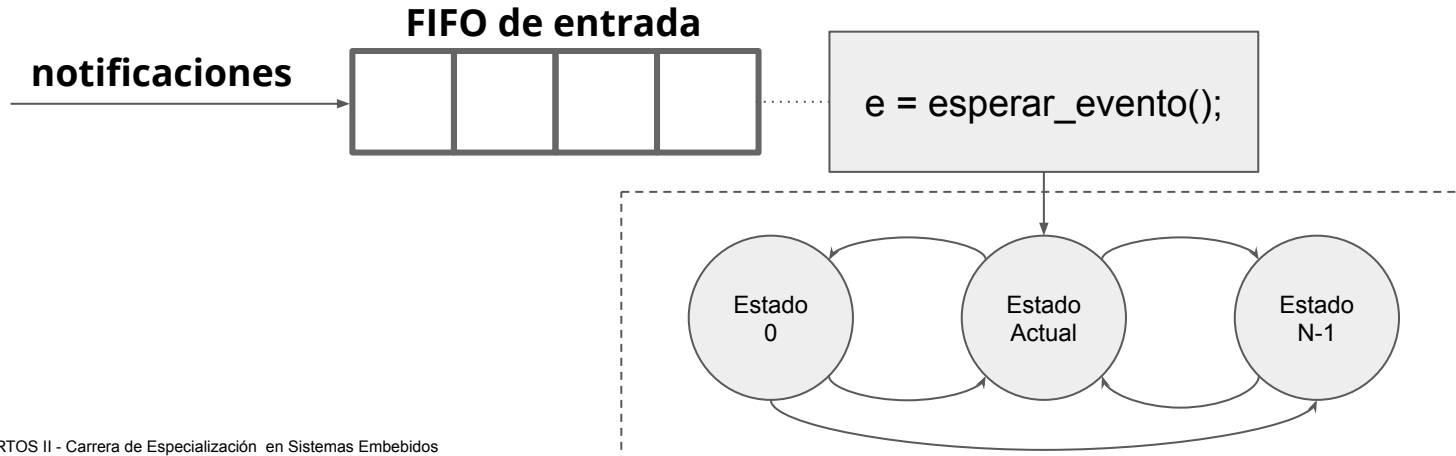 FIFO de entrada
notificaciones
e = esperar_evento();
Estado
0
Estado
Actual
Estado
N-1
RTOS II - Carrera de Especialización en Sistemas Embebidos